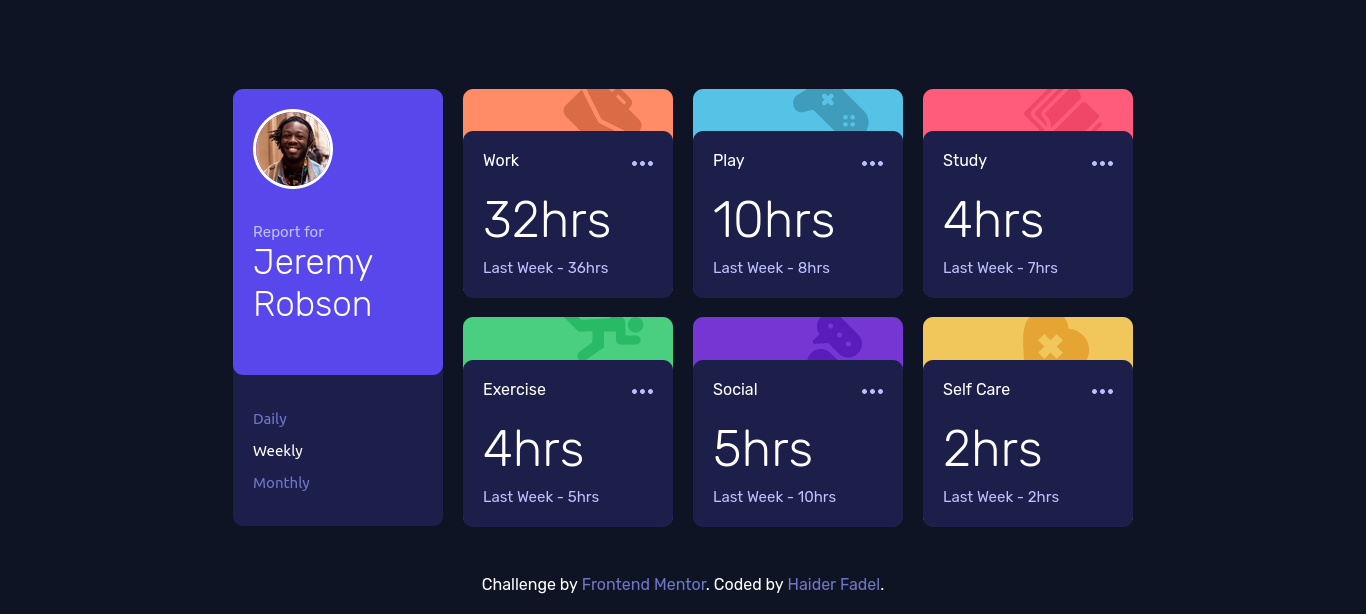 Report for
Jeremy
Robson
Daily
Weekly
Monthly
Work
32hrs
Last Week - 36hrs
Play
10hrs
Last Week - 8hrs
Study
4hrs
Last Week - 7hrs
Exercise
4hrs
Last Week - 5hrs
Social
5hrs
Last Week - 10hrs
Self Care
2hrs
Last Week - 2hrs
Challenge by Frontend Mentor. Coded by Haider Fadel.